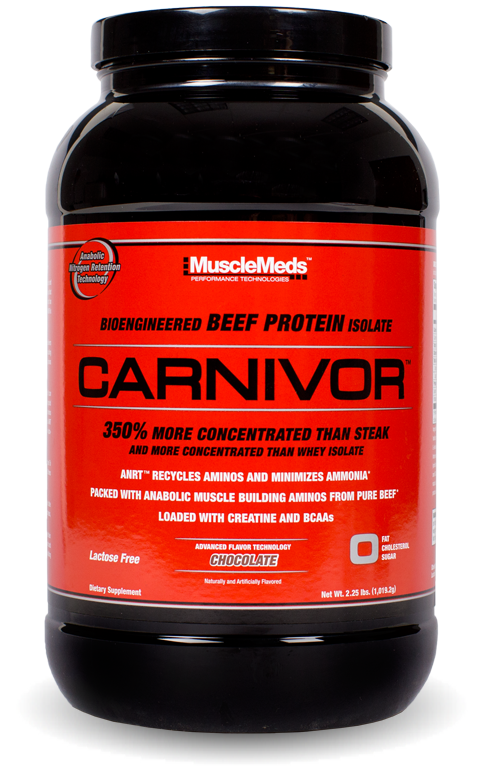 Anabolic
Nitrogen Retention
Technology
MuscleMeds™
PERFORMANCE TECHNOLOGIES
BIOENGINEERED BEEF PROTEIN ISOLATE
CARNIVOR™
350% MORE CONCENTRATED THAN STEAK
AND MORE CONCENTRATED THAN WHEY ISOLATE
ANRT™ RECYCLES AMINOS AND MINIMIZES AMMONIA*
PACKED WITH ANABOLIC MUSCLE BUILDING AMINOS FROM PURE BEEF*
LOADED WITH CREATINE AND BCAAs
Lactose Free
ADVANCED FLAVOR TECHNOLOGY
CHOCOLATE
Naturally and Artificially Flavored
0 FAT
CHOLESTEROL
SUGAR
Dietary Supplement
Net Wt. 2.25 lbs. (1,019.2g)